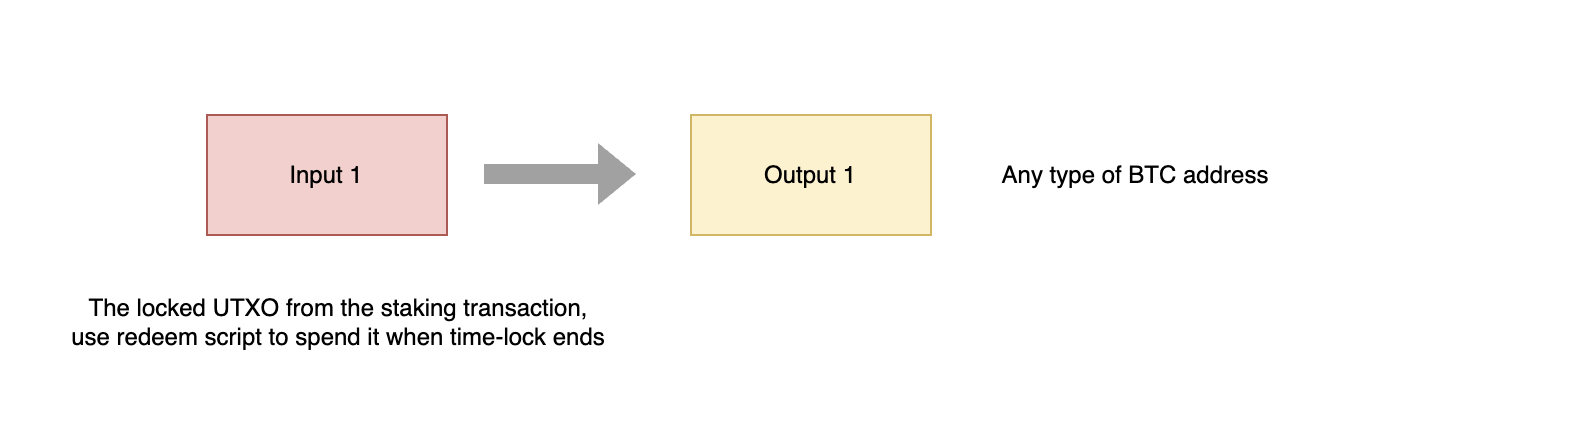 Input 1
Output 1
Any type of BTC address
The locked UTXO from the staking transaction,
use redeem script to spend it when time-lock ends